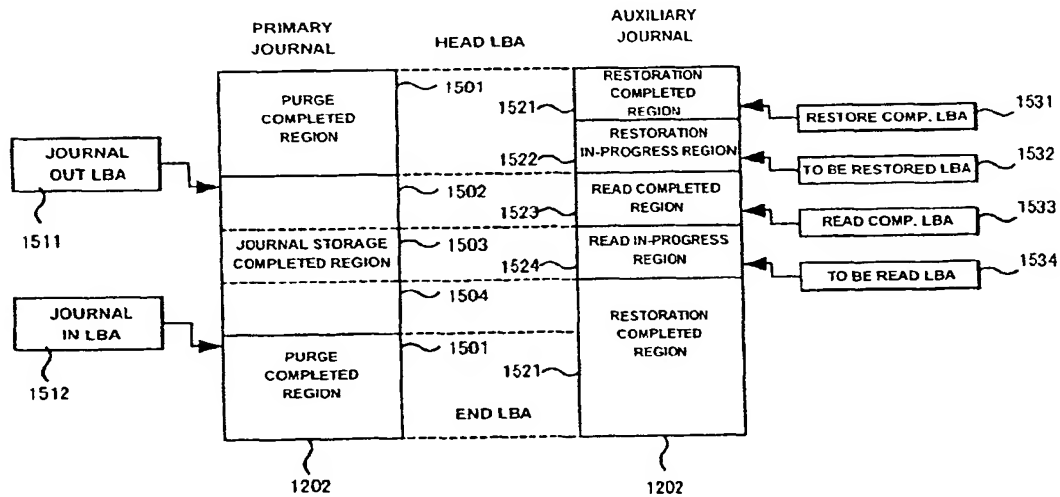 PRIMARY
JOURNAL
HEAD LBA
AUXILIARY
JOURNAL
PURGE
COMPLETED
REGION
1501
1521
RESTORATION
COMPLETED
REGION
RESTORE COMP. LBA
1531
JOURNAL
OUT LBA
1511
1522
RESTORATION
IN-PROGRESS REGION
TO BE RESTORED LBA
1532
1502
1523
READ COMPLETED
REGION
READ COMP. LBA
1533
JOURNAL STORAGE
COMPLETED REGION
1503
1524
READ IN-PROGRESS
REGION
TO BE READ LBA
1534
1504
JOURNAL
IN LBA
1512
RESTORATION
COMPLETED
REGION
PURGE
COMPLETED
REGION
1501
1521
END LBA
1202
1202